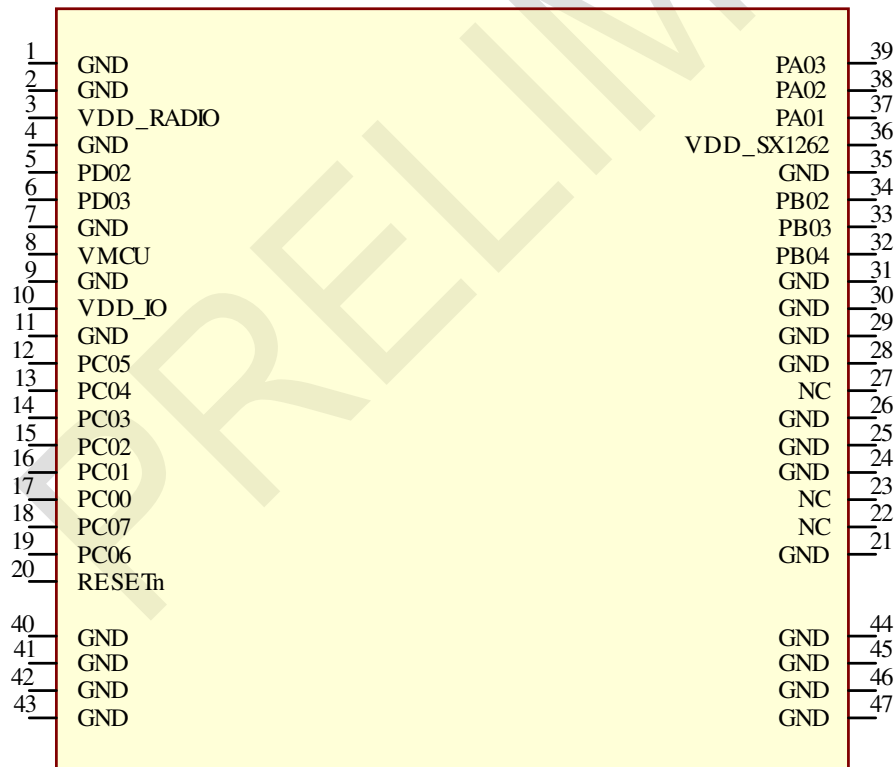 1 GND
2 GND
3 VDD_RADIO
4 GND
5 PD02
6 PD03
7 GND
8 VMCU
9 GND
10 VDD_IO
11 GND
12 PC05
13 PC04
14 PC03
15 PC02
16 PC01
17 PC00
18 PC07
19 PC06
20 RESETn
40 GND
41 GND
42 GND
43 GND
PA03 39
PA02 38
PA01 37
VDD_SX1262 36
GND 35
PB02 34
PB03 33
PB04 32
GND 31
GND 30
GND 29
GND 28
NC 27
GND 26
GND 25
GND 24
NC 23
NC 22
GND 21
GND 44
GND 45
GND 46
GND 47
PRELIM